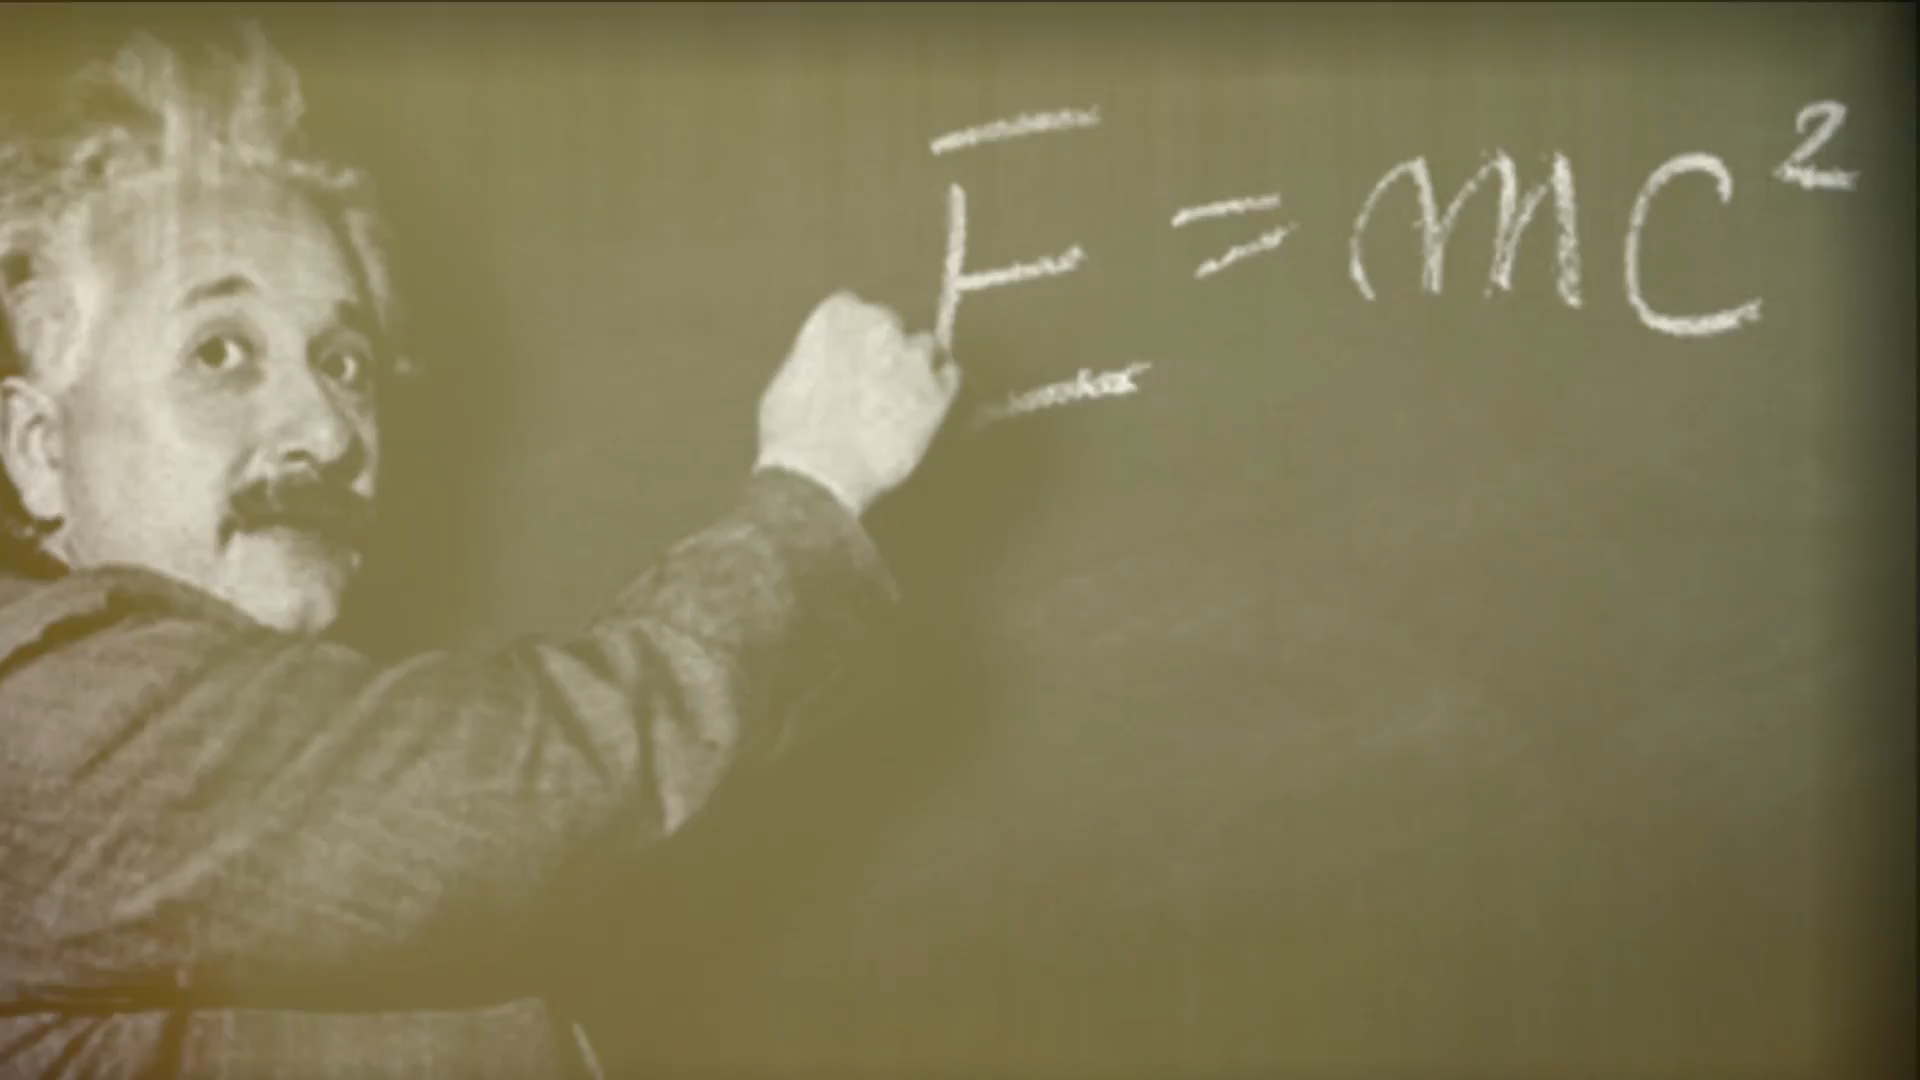 E = mc²